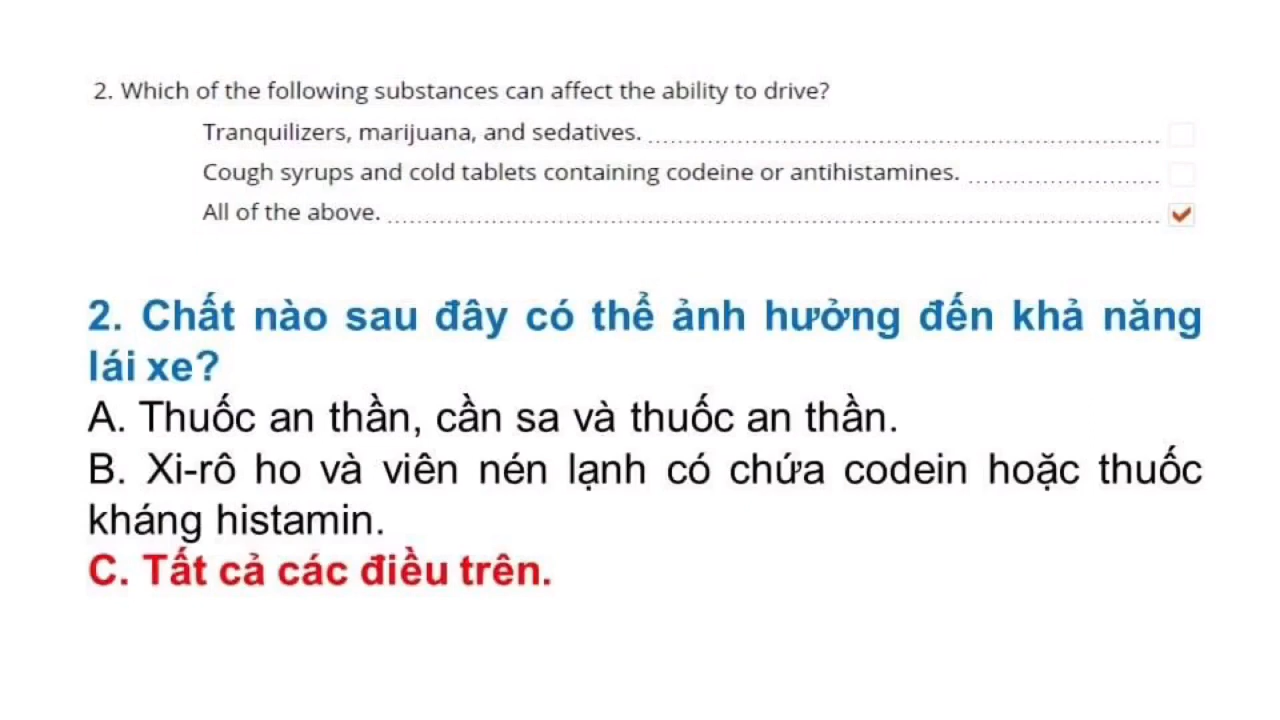 2. Which of the following substances can affect the ability to drive?
Tranquilizers, marijuana, and sedatives.
Cough syrups and cold tablets containing codeine or antihistamines.
All of the above.
2. Chất nào sau đây có thể ảnh hưởng đến khả năng
lái xe?
A. Thuốc an thần, cần sa và thuốc an thần.
B. Xi-rô ho và viên nén lạnh có chứa codein hoặc thuốc
kháng histamin.
C. Tất cả các điều trên.